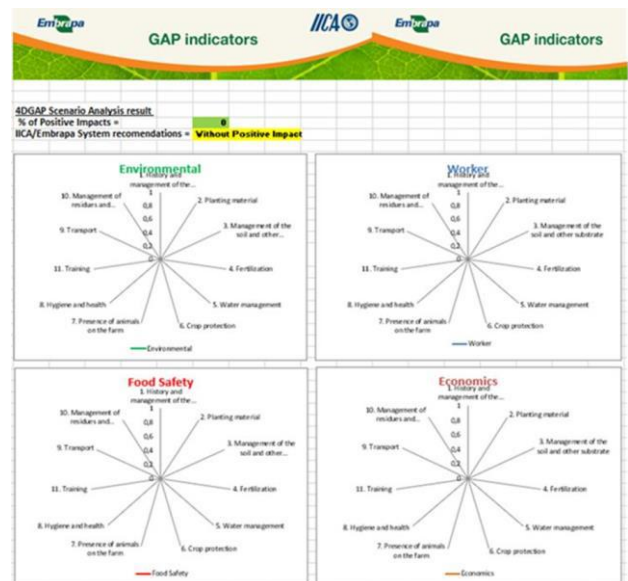 Embrapa
GAP indicators
IICA
Embrapa
GAP indicators
4DGAP Scenario Analysis result
% of Positive Impacts =
0
IICA/Embrapa System recomendations =
Without Positive Impact
Environmental
1. History and
management of the...
1
0,8
0,6
0,4
0,2
0
2. Planting material
3. Management of the
soil and other...
4. Fertilization
5. Water management
6. Crop protection
7. Presence of animals
on the farm
8. Hygiene and health
11. Training
9. Transport
10. Management of
residues and...
Environmental
Worker
1. History and
management of the...
1
0,8
0,6
0,4
0,2
0
2. Planting material
3. Management of the
soil and other substrate
4. Fertilization
5. Water management
6. Crop protection
7. Presence of animals
on the farm
8. Hygiene and health
11. Training
9. Transport
10. Management of
residues and...
Worker
Food Safety
1. History and
management of the...
1
0,8
0,6
0,4
0,2
0
2. Planting material
3. Management of the
soil and other...
4. Fertilization
5. Water management
6. Crop protection
7. Presence of animals
on the farm
8. Hygiene and health
11. Training
9. Transport
10. Management of
residues and...
Food Safety
Economics
1. History and
management of the...
1
0,8
0,6
0,4
0,2
0
2. Planting material
3. Management of the
soil and other substrate
4. Fertilization
5. Water management
6. Crop protection
7. Presence of animals
on the farm
8. Hygiene and health
11. Training
9. Transport
10. Management of
residues and...
Economics